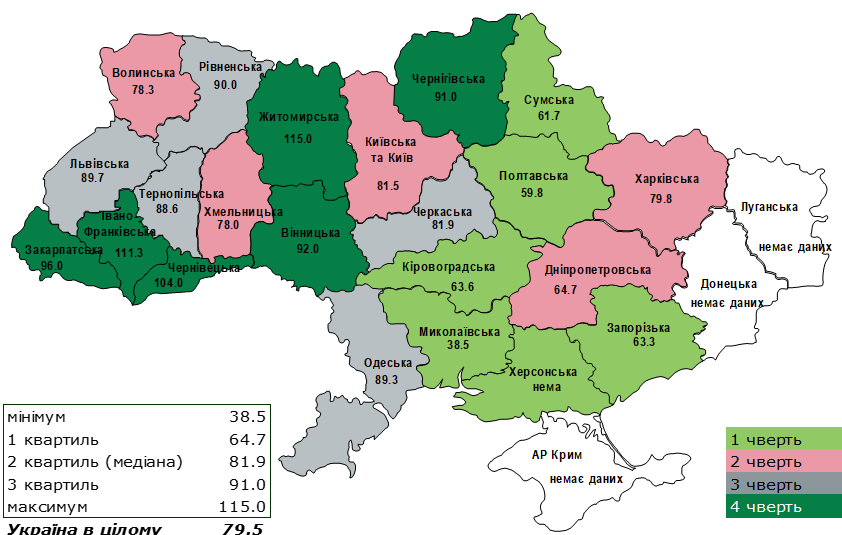 Волинська
78.3
Рівненська
90.0
Житомирська
115.0
Київська
та Київ
81.5
Чернігівська
91.0
Сумська
61.7
Львівська
89.7
Тернопільська
88.6
Хмельницька
78.0
Вінницька
92.0
Черкаська
81.9
Полтавська
59.8
Харківська
79.8
Луганська
немає даних
Івано
Франківська
111.3
Закарпатська
96.0
Чернівецька
104.0
Кіровоградська
63.6
Дніпропетровська
64.7
Донецька
немає даних
Миколаївська
38.5
Запорізька
63.3
Одеська
89.3
Херсонська
нема
АР Крим
немає даних
мінімум 38.5
1 квартиль 64.7
2 квартиль (медіана) 81.9
3 квартиль 91.0
максимум 115.0
Україна в цілому 79.5
1 чверть
2 чверть
3 чверть
4 чверть